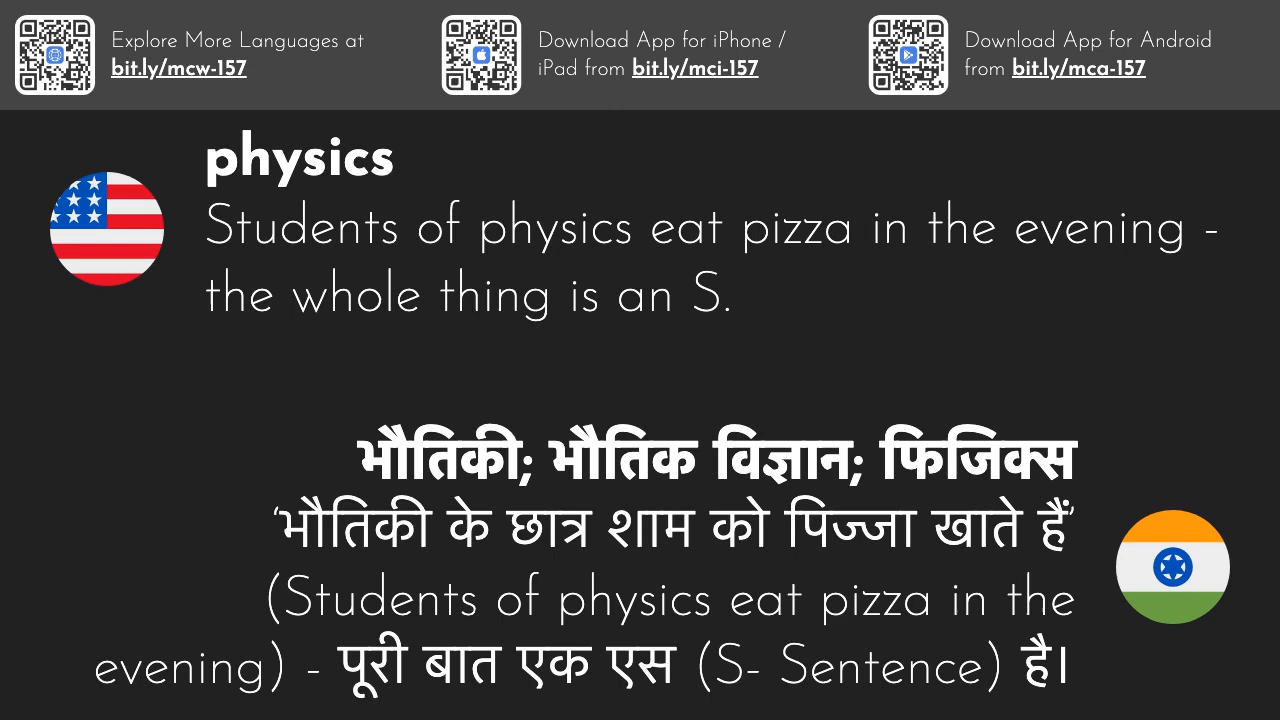 Explore More Languages at
bit.ly/mcw-157
Download App for iPhone /
iPad from bit.ly/mci-157
Download App for Android
from bit.ly/mca-157
physics
Students of physics eat pizza in the evening -
the whole thing is an S.
भौतिकी; भौतिक विज्ञान; फिजिक्स
‘भौतिकी के छात्र शाम को पिज्जा खाते हैं’
(Students of physics eat pizza in the
evening) - पूरी बात एक एस (S- Sentence) है।